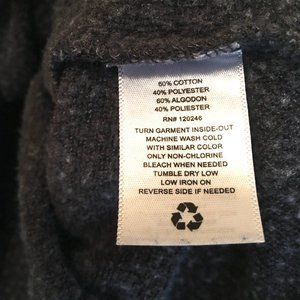 60% COTTON
40% POLYESTER
60% ALGODON
40% POLIESTER
RN# 120246
TURN GARMENT INSIDE-OUT
MACHINE WASH COLD
WITH SIMILAR COLOR
ONLY NON-CHLORINE
BLEACH WHEN NEEDED
TUMBLE DRY LOW
LOW IRON ON
REVERSE SIDE IF NEEDED